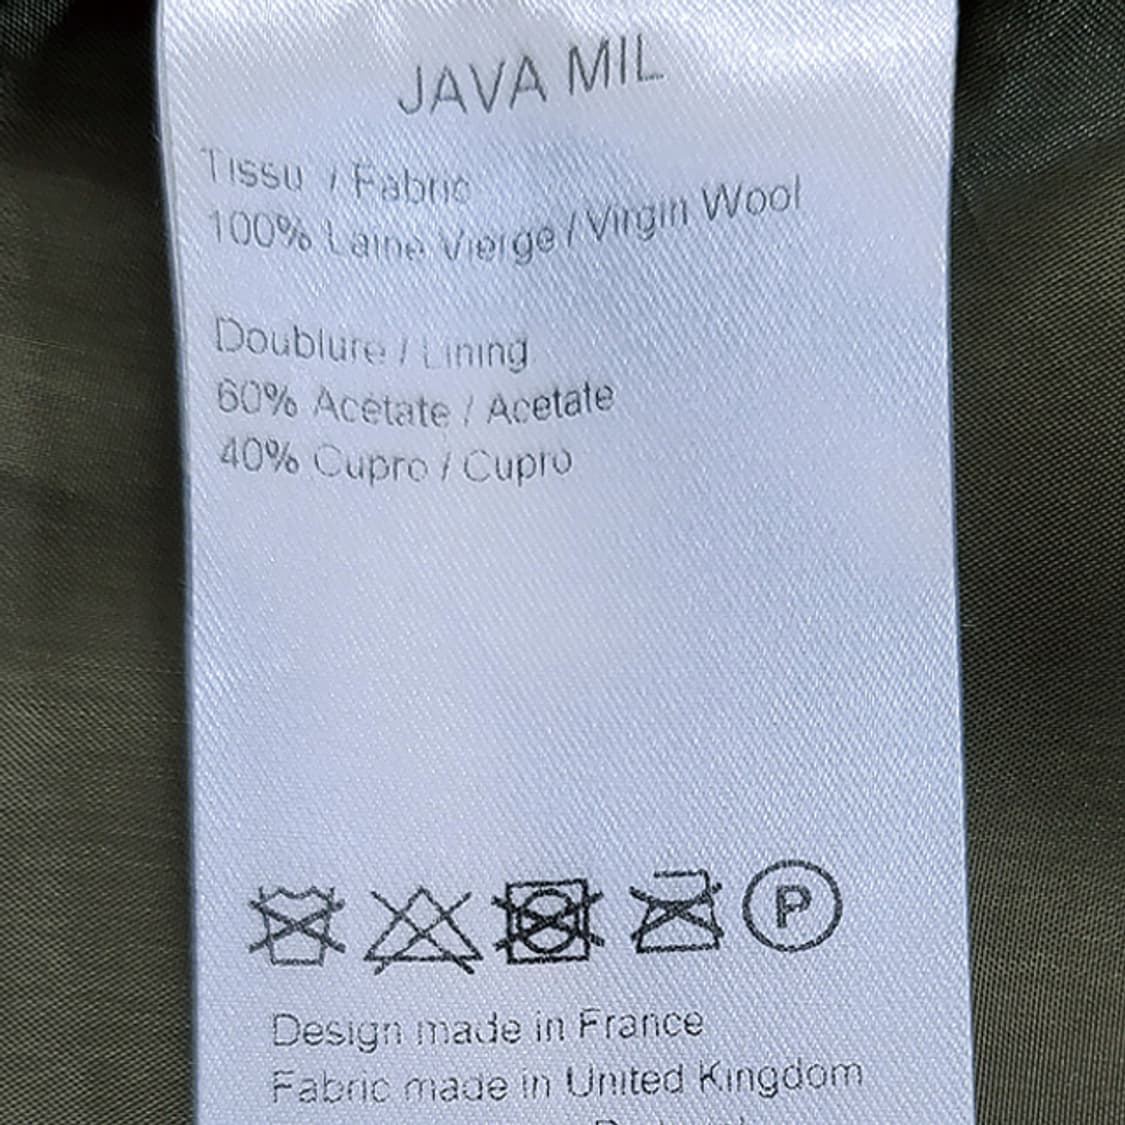 JAVA MIL
Tissu / Fabric
100% Laine Vierge / Virgin Wool
Doublure / Lining
60% Acetate / Acetate
40% Cupro / Cupro
P
Design made in France
Fabric made in United Kingdom